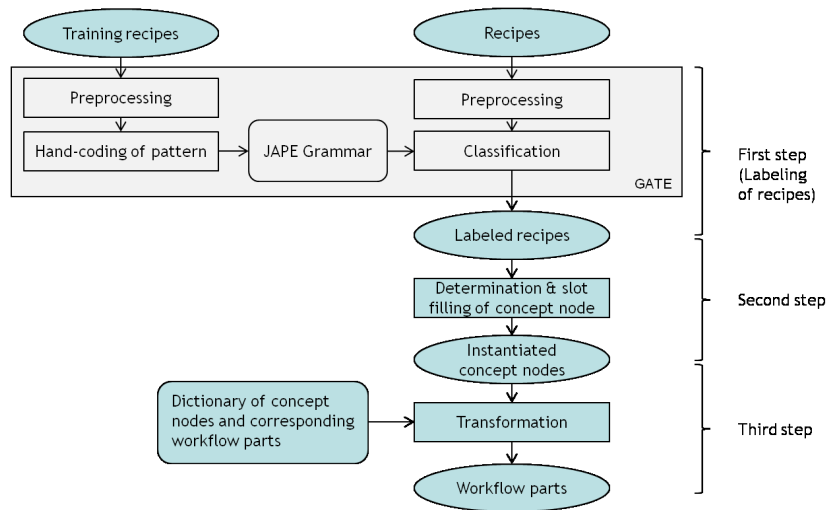 Training recipes
Recipes
Preprocessing
Preprocessing
Hand-coding of pattern
JAPE Grammar
Classification
GATE
First step
(Labeling
of recipes)
Labeled recipes
Determination & slot
filling of concept node
Second step
Instantiated
concept nodes
Dictionary of concept
nodes and corresponding
workflow parts
Transformation
Third step
Workflow parts